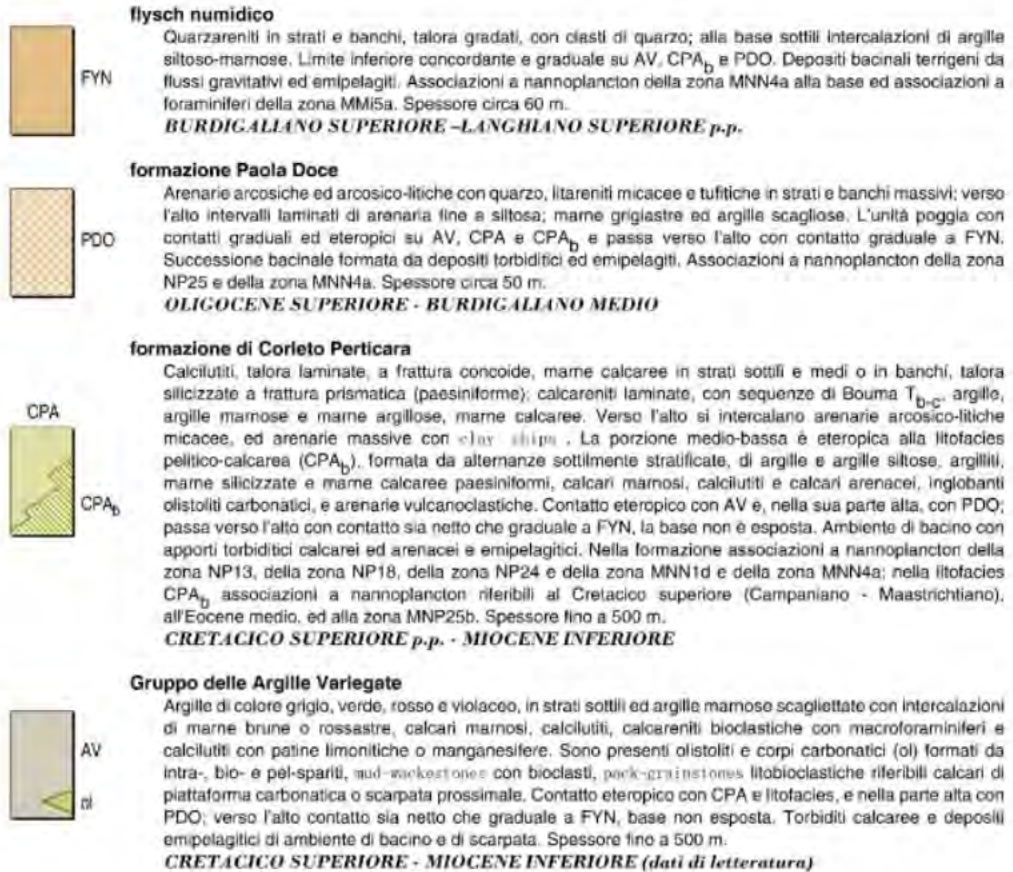 flysch numidico
Quarzareniti in strati e banchi, talora gradati, con clasti di quarzo; alla base sottili intercalazioni di argille
siltoso-marnose. Limite inferiore concordante e graduale su AV, CPAb e PDO. Depositi bacinali terrigeni da
FYN
flussi gravitativi ed emipelagiti. Associazioni a nannoplancton della zona MNN4a alla base ed associazioni a
foraminiferi della zona MMi5a. Spessore circa 60 m.
BURDIGALIANO SUPERIORE –LANGHIANO SUPERIORE p.p.
formazione Paola Doce
Arenarie arcosiche ed arcosico-litiche con quarzo, litareniti micacee e tufitiche in strati e banchi massivi; verso
l'alto intervalli laminati di arenaria fine a siltosa; marne grigiastre ed argille scagliose. L'unità poggia con
PDO
contatti graduali ed eteropici su AV, CPA e CPAb e passa verso l'alto con contatto graduale a FYN.
Successione bacinale formata da depositi torbiditici ed emipelagiti. Associazioni a nannoplancton della zona
NP25 e della zona MNN4a. Spessore circa 50 m.
OLIGOCENE SUPERIORE - BURDIGALIANO MEDIO
formazione di Corleto Perticara
Calcilutiti, talora laminate, a frattura concoide, marne calcaree in strati sottili e medi o in banchi, talora
silicizzate a frattura prismatica (paesiniforme); calcareniti laminate, con sequenze di Bouma Tb-c, argille,
CPA
argille marnose e marne argillose, marne calcaree. Verso l'alto si intercalano arenarie arcosico-litiche
micacee, ed arenarie massive con clay chips . La porzione medio-bassa è eteropica alla litofacies
pelitico-calcarea (CPAb), formata da alternanze sottilmente stratificate, di argille e argille siltose, argilliti,
marne silicizzate e marne calcaree paesiniformi, calcari marnosi, calcilutiti e calcari arenacei, inglobanti
CPAb
olistoliti carbonatici, e arenarie vulcanoclastiche. Contatto eteropico con AV e, nella sua parte alta, con PDO;
passa verso l'alto con contatto sia netto che graduale a FYN, la base non è esposta. Ambiente di bacino con
apporti torbiditici calcarei ed arenacei e emipelagitici. Nella formazione associazioni a nannoplancton della
zona NP13, della zona NP18, della zona NP24 e della zona MNN1d e della zona MNN4a; nella litofacies
CPAb associazioni a nannoplancton riferibili al Cretacico superiore (Campaniano - Maastrichtiano),
all'Eocene medio, ed alla zona MNP25b. Spessore fino a 500 m.
CRETACICO SUPERIORE p.p. - MIOCENE INFERIORE
Gruppo delle Argille Varlegate
Argille di colore grigio, verde, rosso e violaceo, in strati sottili ed argille marnose scagliettate con intercalazioni
di marne brune o rossastre, calcari marnosi, calcilutiti, calcareniti bioclastiche con macroforaminiferi e
AV
calcilutiti con patine limonitiche o manganesifere. Sono presenti olistoliti e corpi carbonatici (ol) formati da
intra-, bio- e pel-spariti, mud-wackestones con bioclasti, pack-grainstones litobioclastiche riferibili calcari di
ol
piattaforma carbonatica o scarpata prossimale. Contatto eteropico con CPA e litofacies, e nella parte alta con
PDO; verso l'alto contatto sia netto che graduale a FYN, base non esposta. Torbiditi calcaree e depositi
emipelagitici di ambiente di bacino e di scarpata. Spessore fino a 500 m.
CRETACICO SUPERIORE - MIOCENE INFERIORE (dati di letteratura)